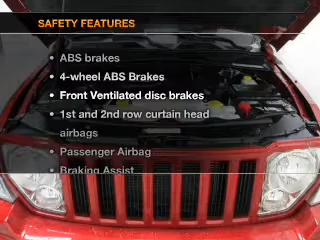 SAFETY FEATURES
• ABS brakes
• 4-wheel ABS Brakes
• Front Ventilated disc brakes
• 1st and 2nd row curtain head
airbags
• Passenger Airbag
• Braking Assist